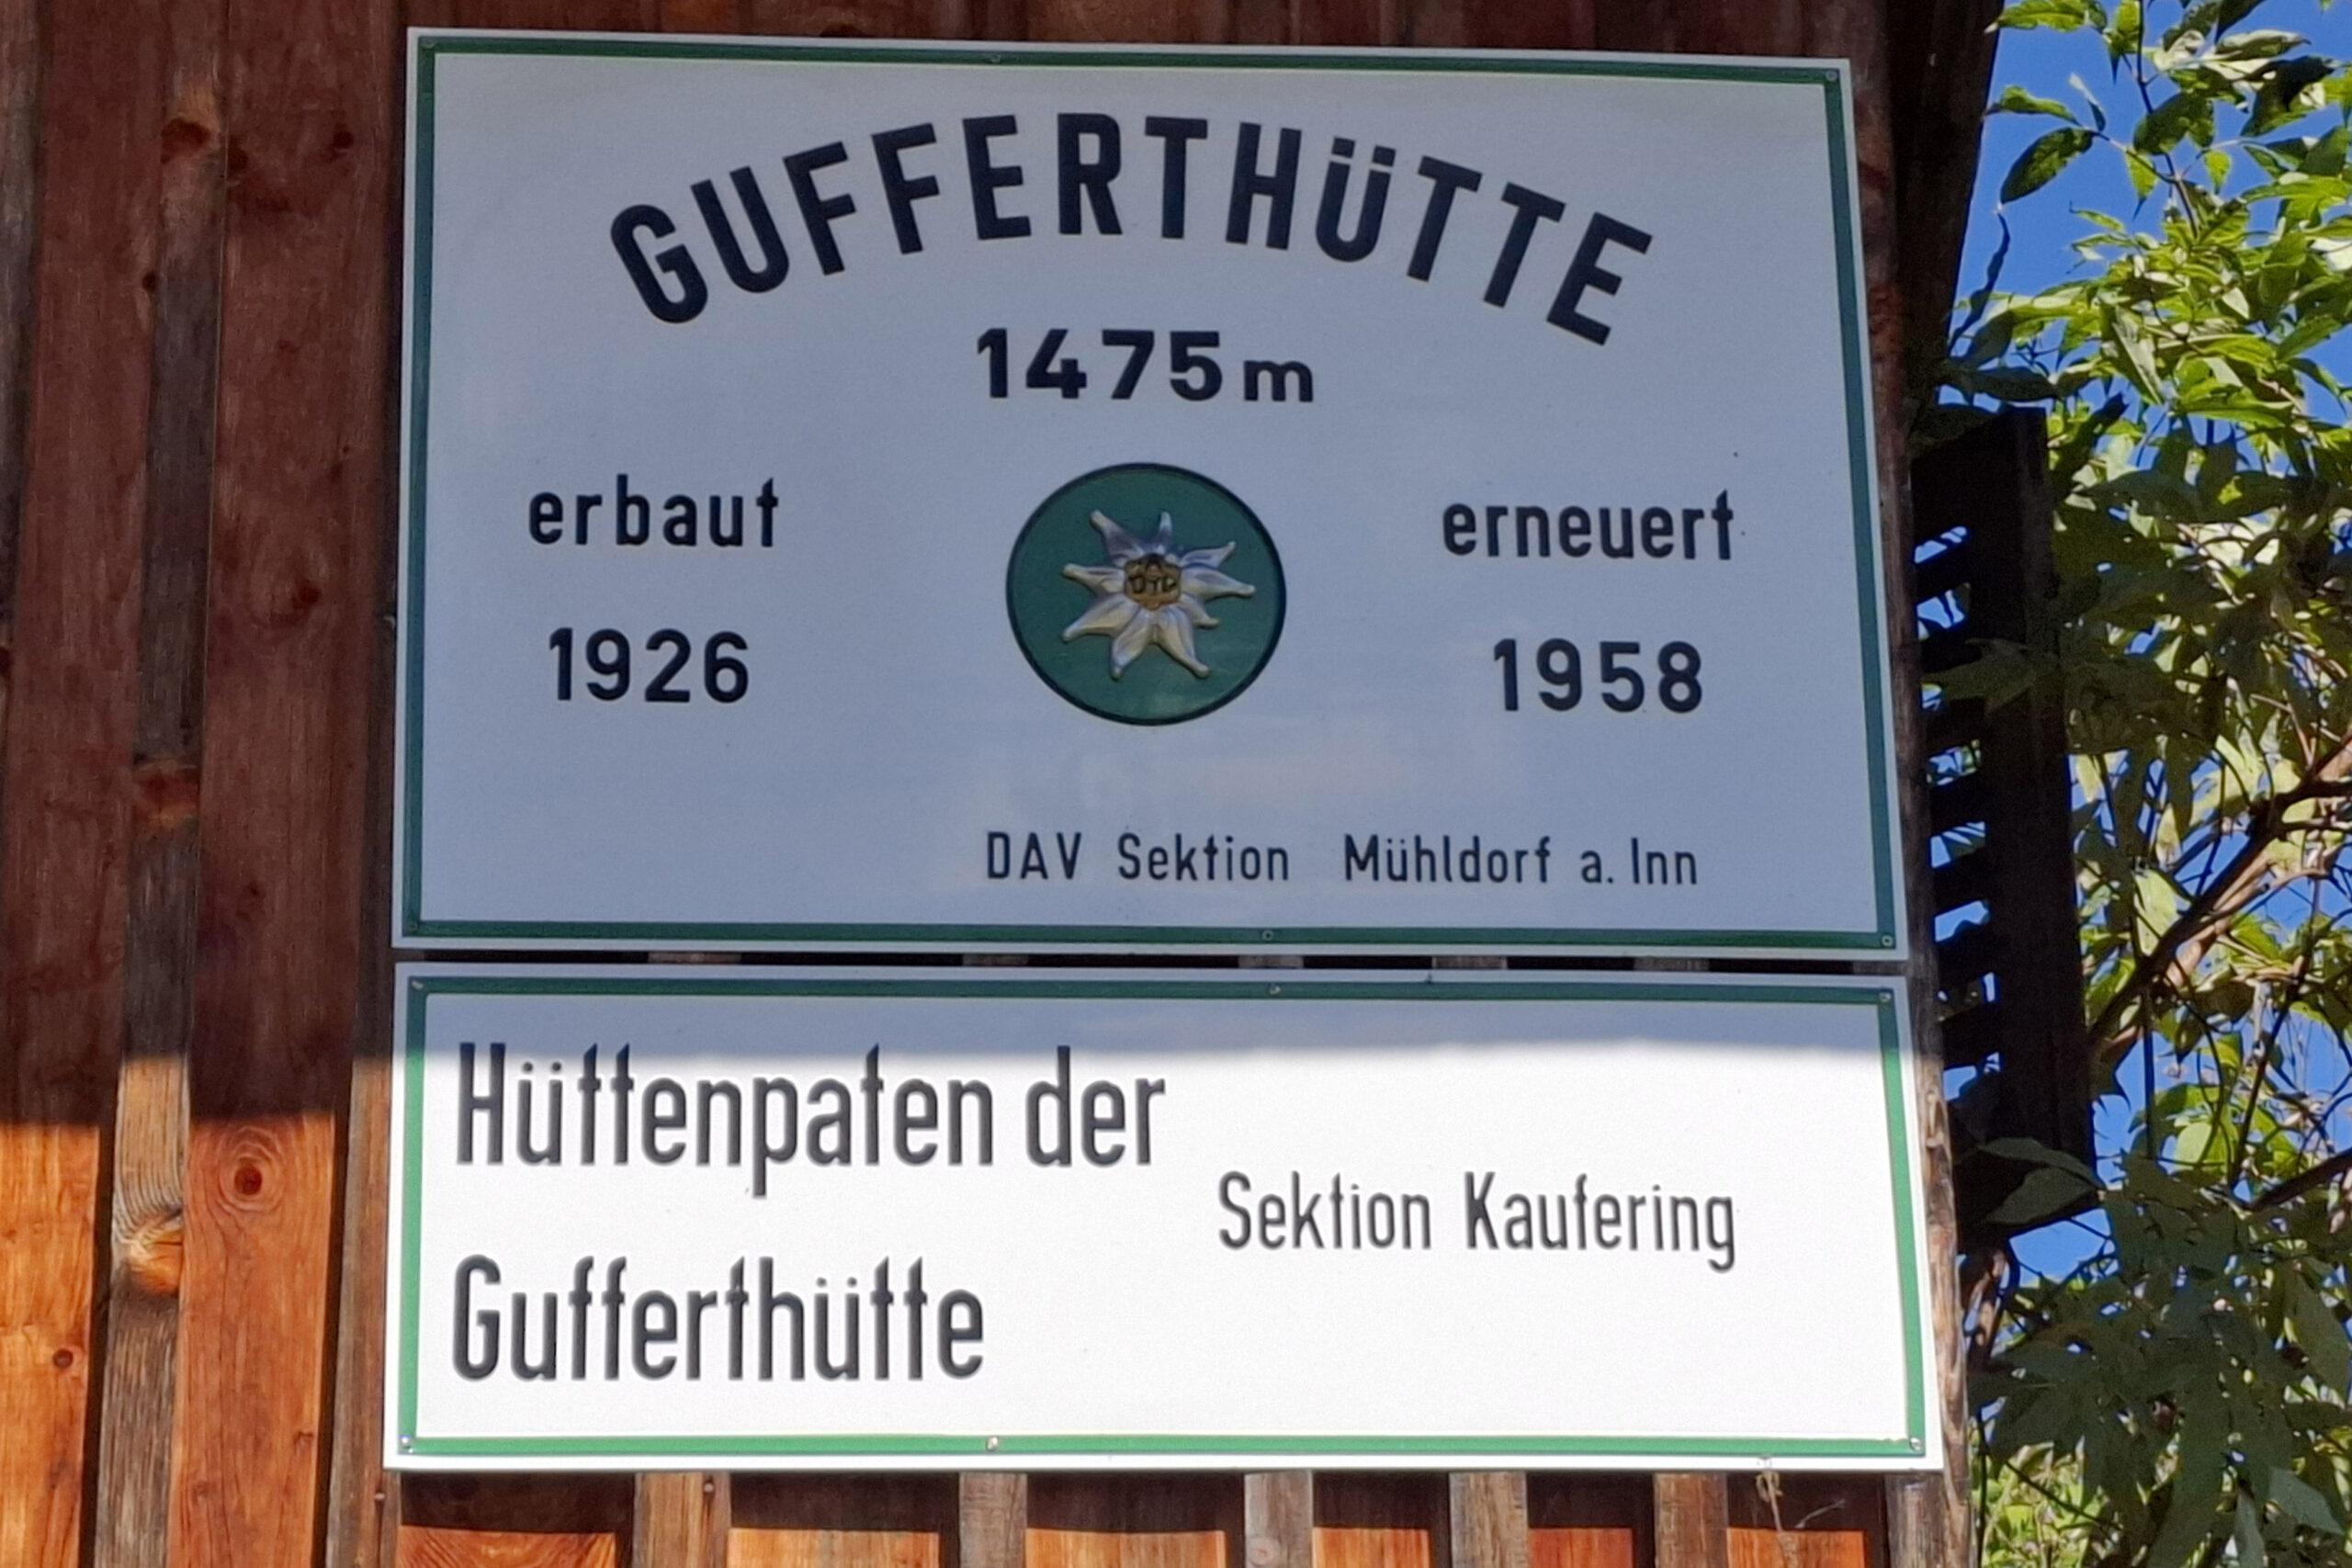 GUFFERTHÜTTE
1475 m
erbaut erneuert
1926 1958
DAV Sektion Mühldorf a. Inn
Hüttenpaten der
Sektion Kaufering
Gufferthütte